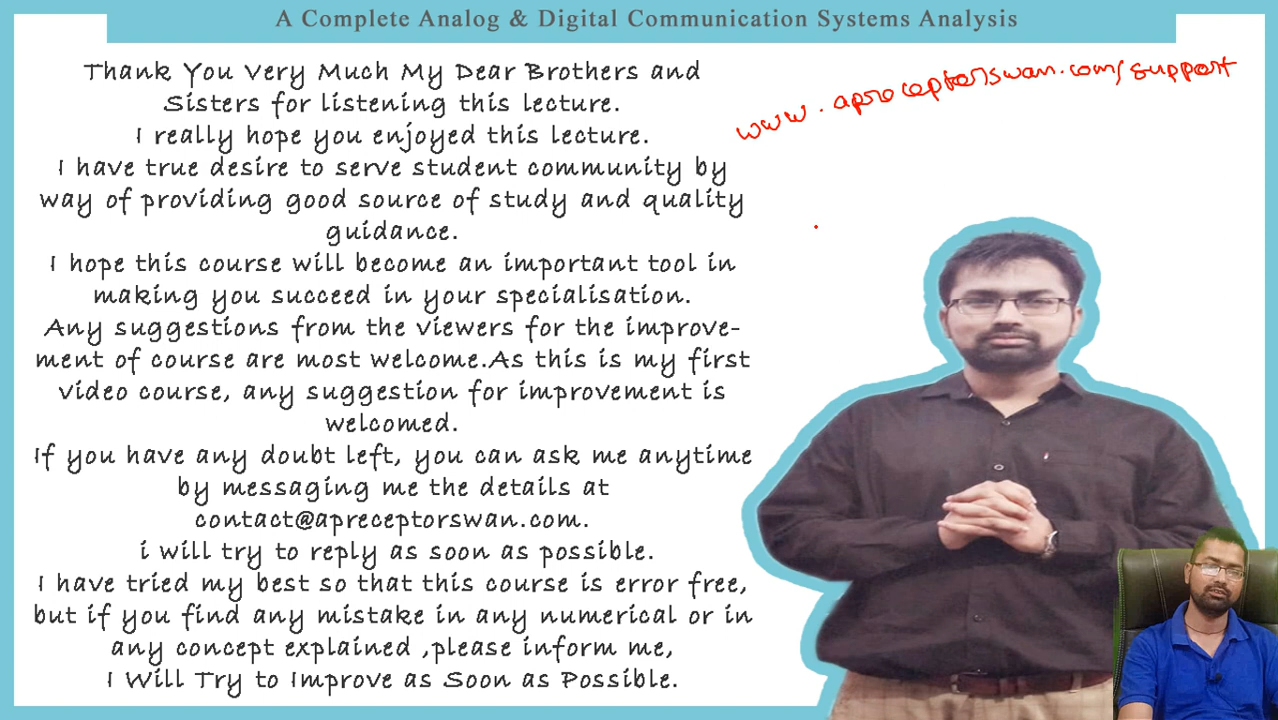 A Complete Analog & Digital Communication Systems Analysis
Thank You Very Much My Dear Brothers and
Sisters for listening this lecture.
I really hope you enjoyed this lecture.
I have true desire to serve student community by
way of providing good source of study and quality
guidance.
I hope this course will become an important tool in
making you succeed in your specialisation.
Any suggestions from the viewers for the improve-
ment of course are most welcome.As this is my first
video course, any suggestion for improvement is
welcomed.
If you have any doubt left, you can ask me anytime
by messaging me the details at
contact@apreceptorswan.com.
i will try to reply as soon as possible.
I have tried my best so that this course is error free,
but if you find any mistake in any numerical or in
any concept explained ,please inform me,
I Will Try to Improve as Soon as Possible.
www.apreceptorswan.com/support